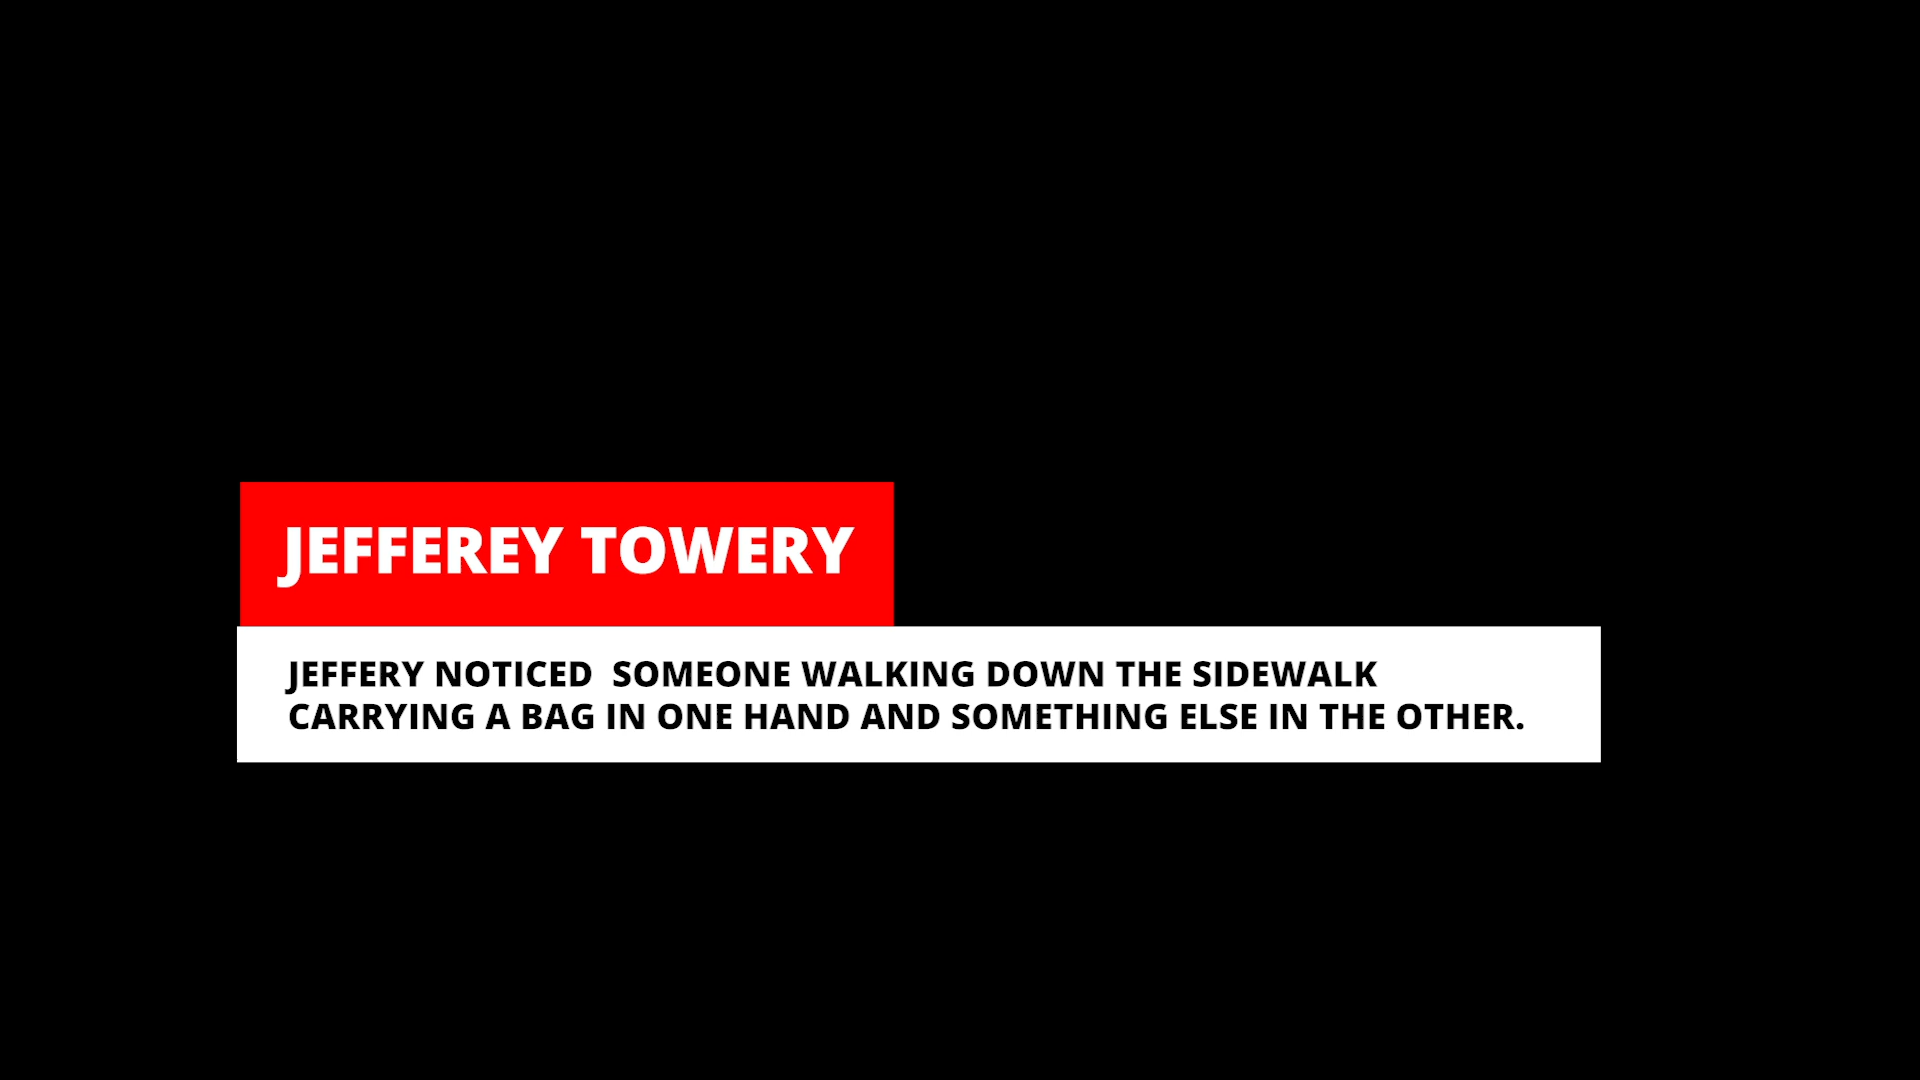 JEFFEREY TOWERY
JEFFERY NOTICED  SOMEONE WALKING DOWN THE SIDEWALK
CARRYING A BAG IN ONE HAND AND SOMETHING ELSE IN THE OTHER.